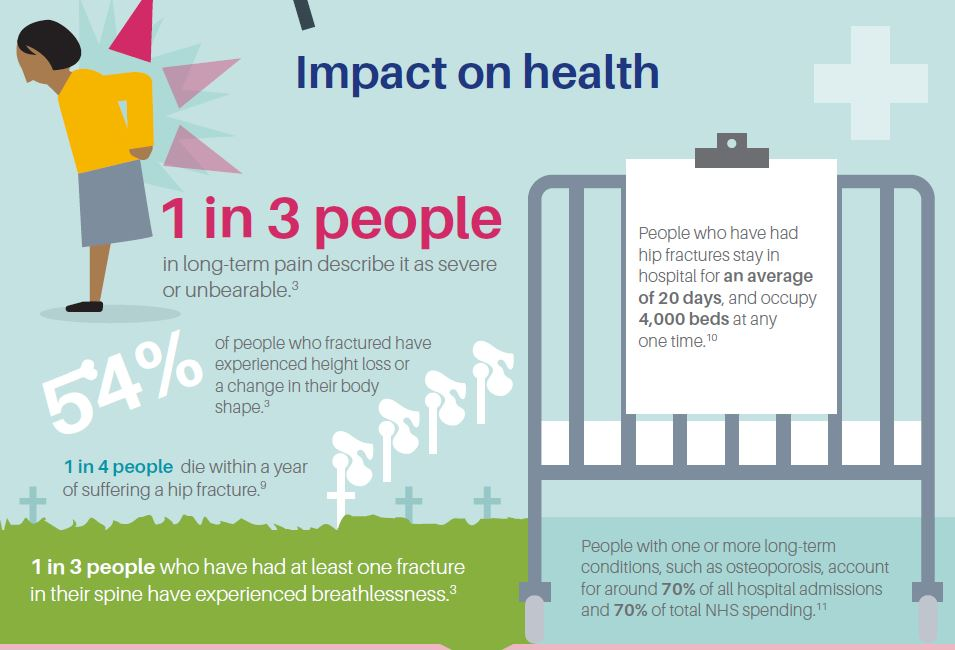 Impact on health
1 in 3 people
in long-term pain describe it as severe
or unbearable.³
54%
of people who fractured have
experienced height loss or
a change in their body
shape.³
1 in 4 people die within a year
of suffering a hip fracture.⁹
1 in 3 people who have had at least one fracture
in their spine have experienced breathlessness.³
People who have had
hip fractures stay in
hospital for an average
of 20 days, and occupy
4,000 beds at any
one time.¹⁰
People with one or more long-term
conditions, such as osteoporosis, account
for around 70% of all hospital admissions
and 70% of total NHS spending.¹¹